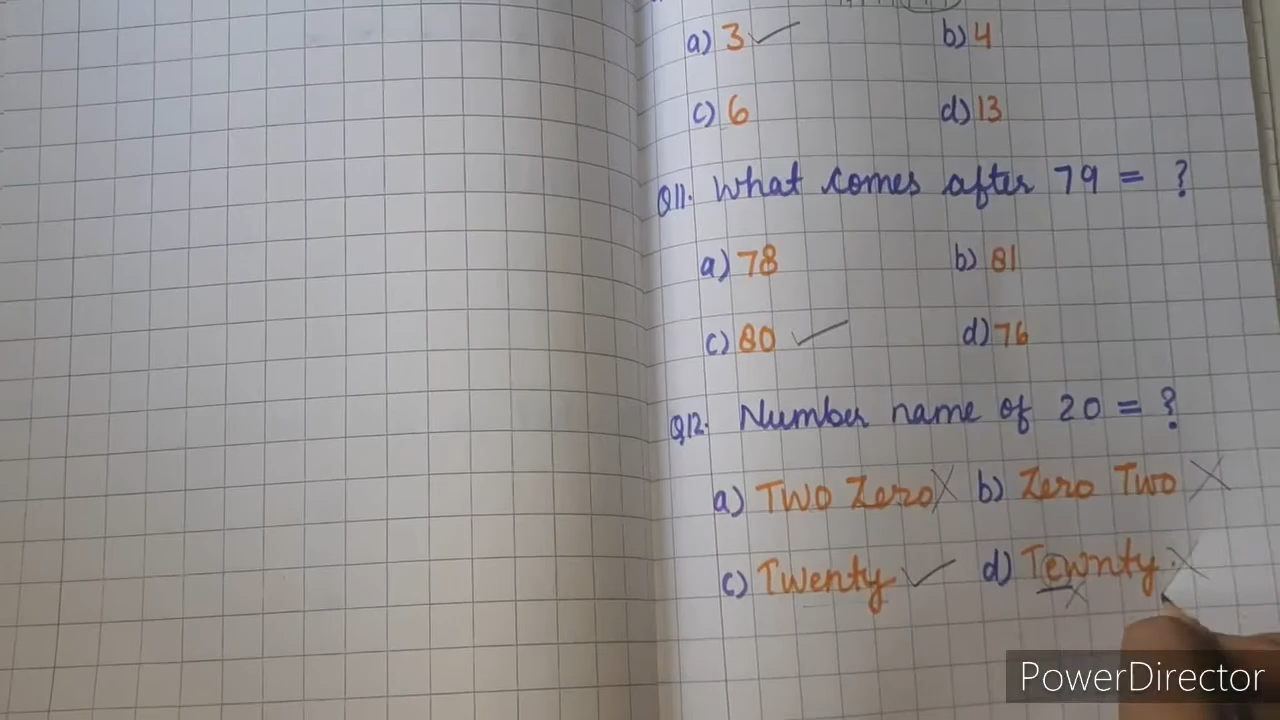 a) 3 ✓ b) 4
c) 6 d) 13
Q11. What comes after 79 = ?
a) 78 b) 81
c) 80 ✓ d) 76
Q12. Number name of 20 = ?
a) Two Zero X b) Zero Two X
c) Twenty ✓ d) Tewnty X
X
PowerDirector